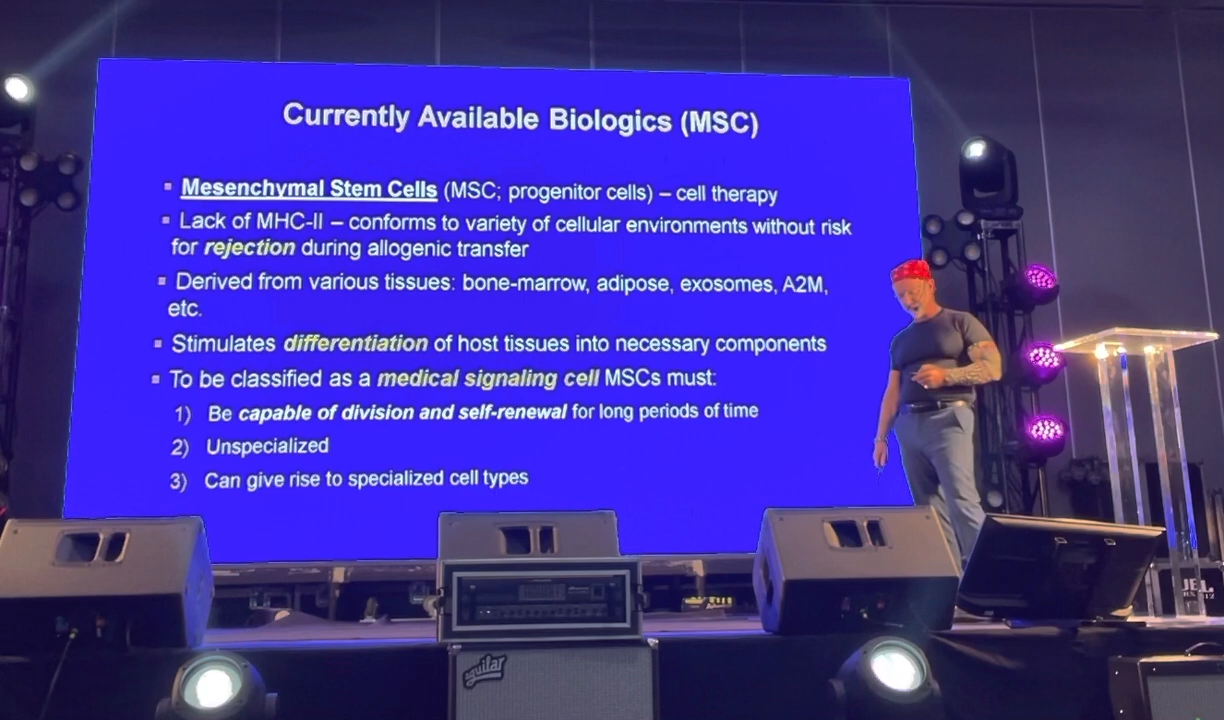 Currently Available Biologics (MSC)
▪ Mesenchymal Stem Cells (MSC; progenitor cells) – cell therapy
▪ Lack of MHC-II – conforms to variety of cellular environments without risk
for rejection during allogenic transfer
▪ Derived from various tissues: bone-marrow, adipose, exosomes, A2M,
etc.
▪ Stimulates differentiation of host tissues into necessary components
▪ To be classified as a medical signaling cell MSCs must:
1) Be capable of division and self-renewal for long periods of time
2) Unspecialized
3) Can give rise to specialized cell types
aguilar